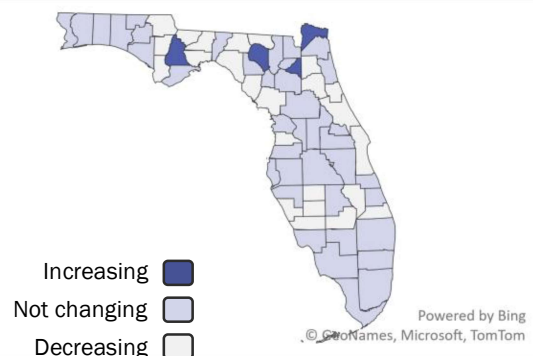 Increasing
Not changing
Decreasing
Powered by Bing
© GeoNames, Microsoft, TomTom